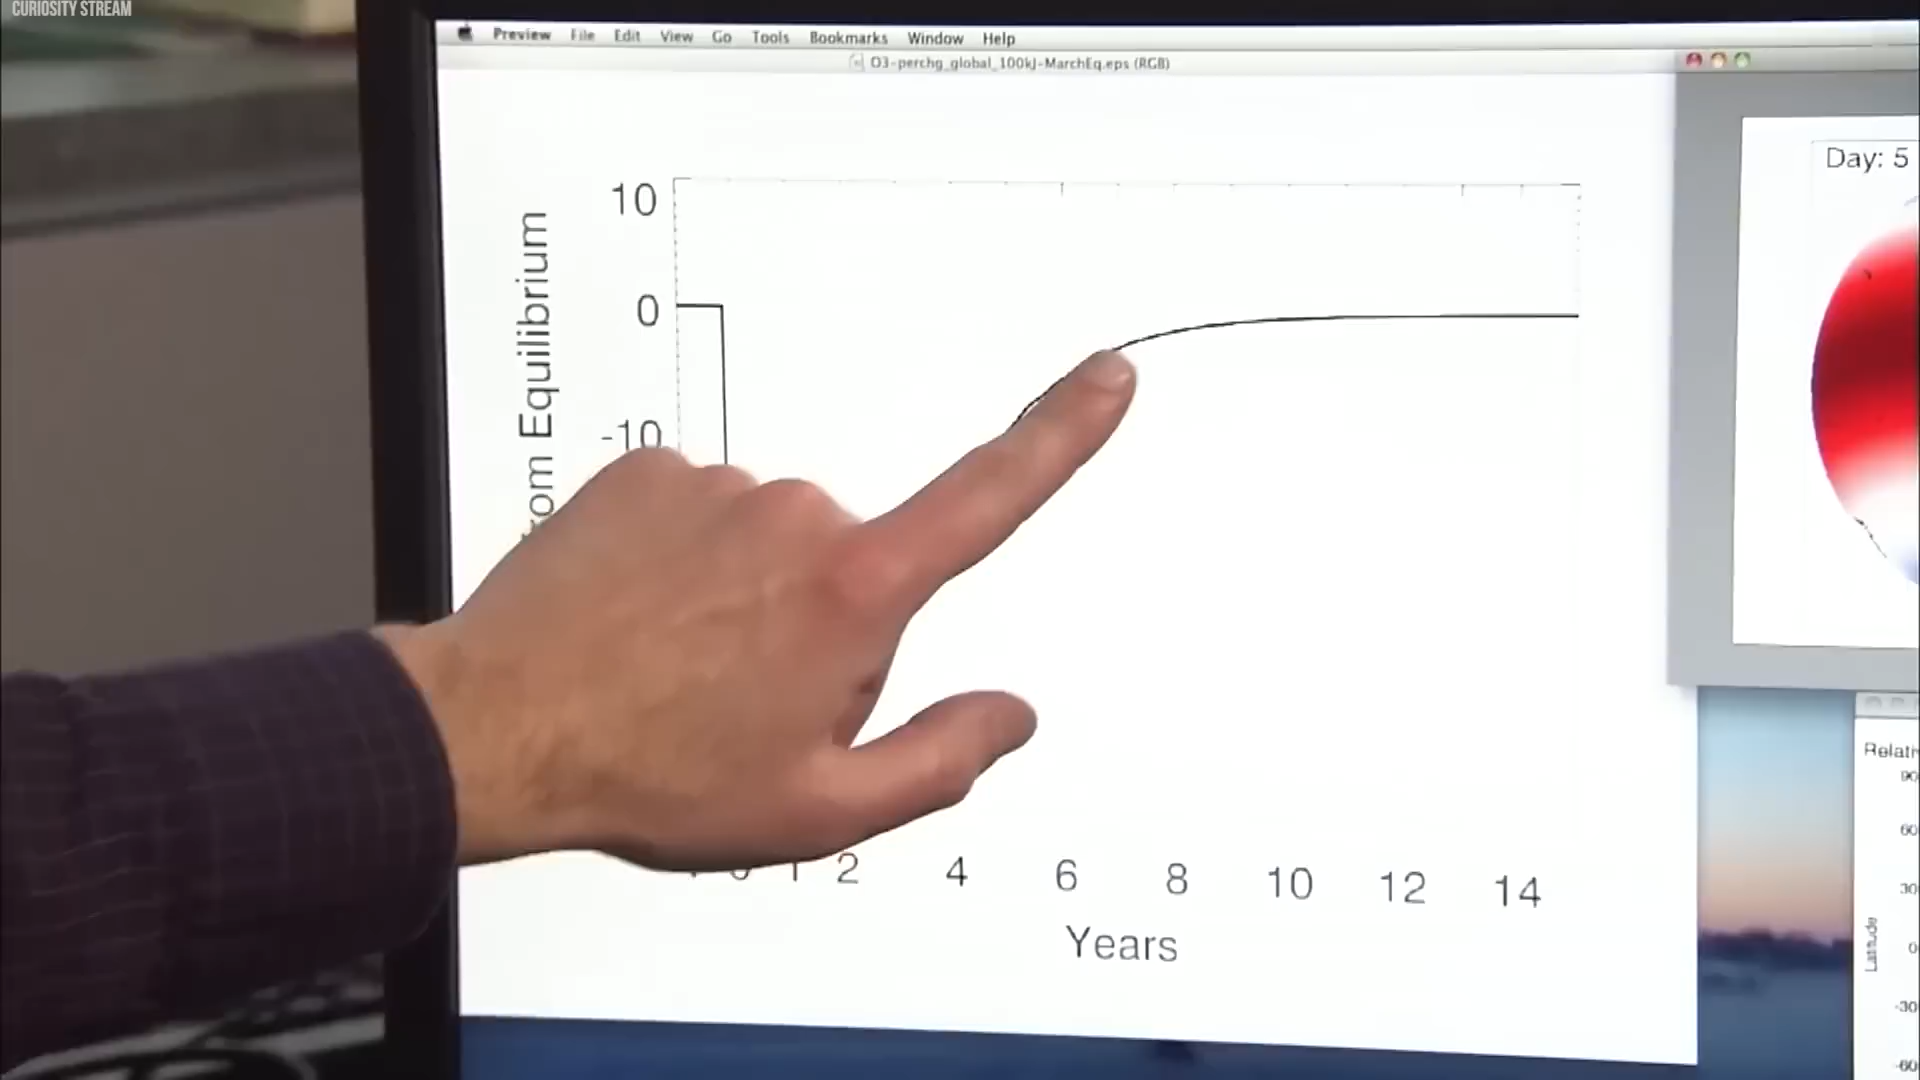 CURIOSITY STREAM
Preview File Edit View Go Tools Bookmarks Window Help
O3-perchg_global_100kJ-MarchEq.eps (RGB)
Day: 5
10
0
-10
Equilibrium
2 4 6 8 10 12 14
Years
90
60
30
0
-30
-60
Latitude